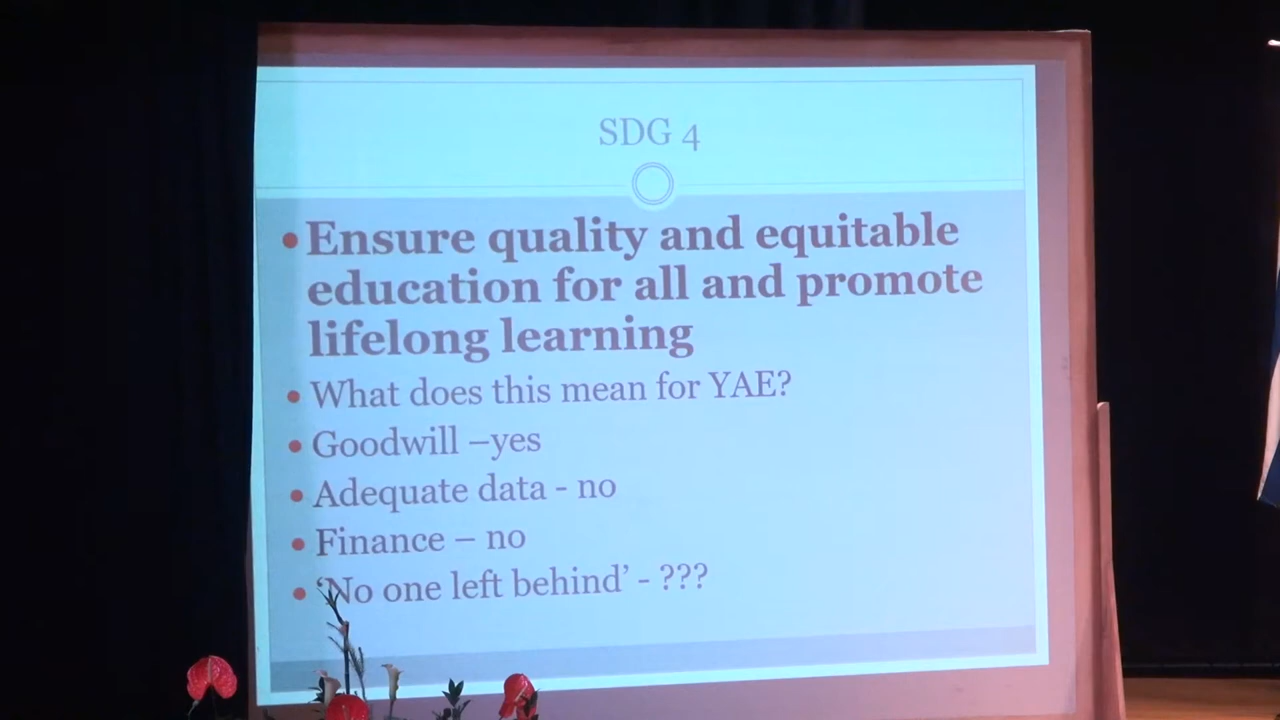 SDG 4
• Ensure quality and equitable
education for all and promote
lifelong learning
• What does this mean for YAE?
• Goodwill –yes
• Adequate data - no
• Finance – no
• ‘No one left behind’ - ???